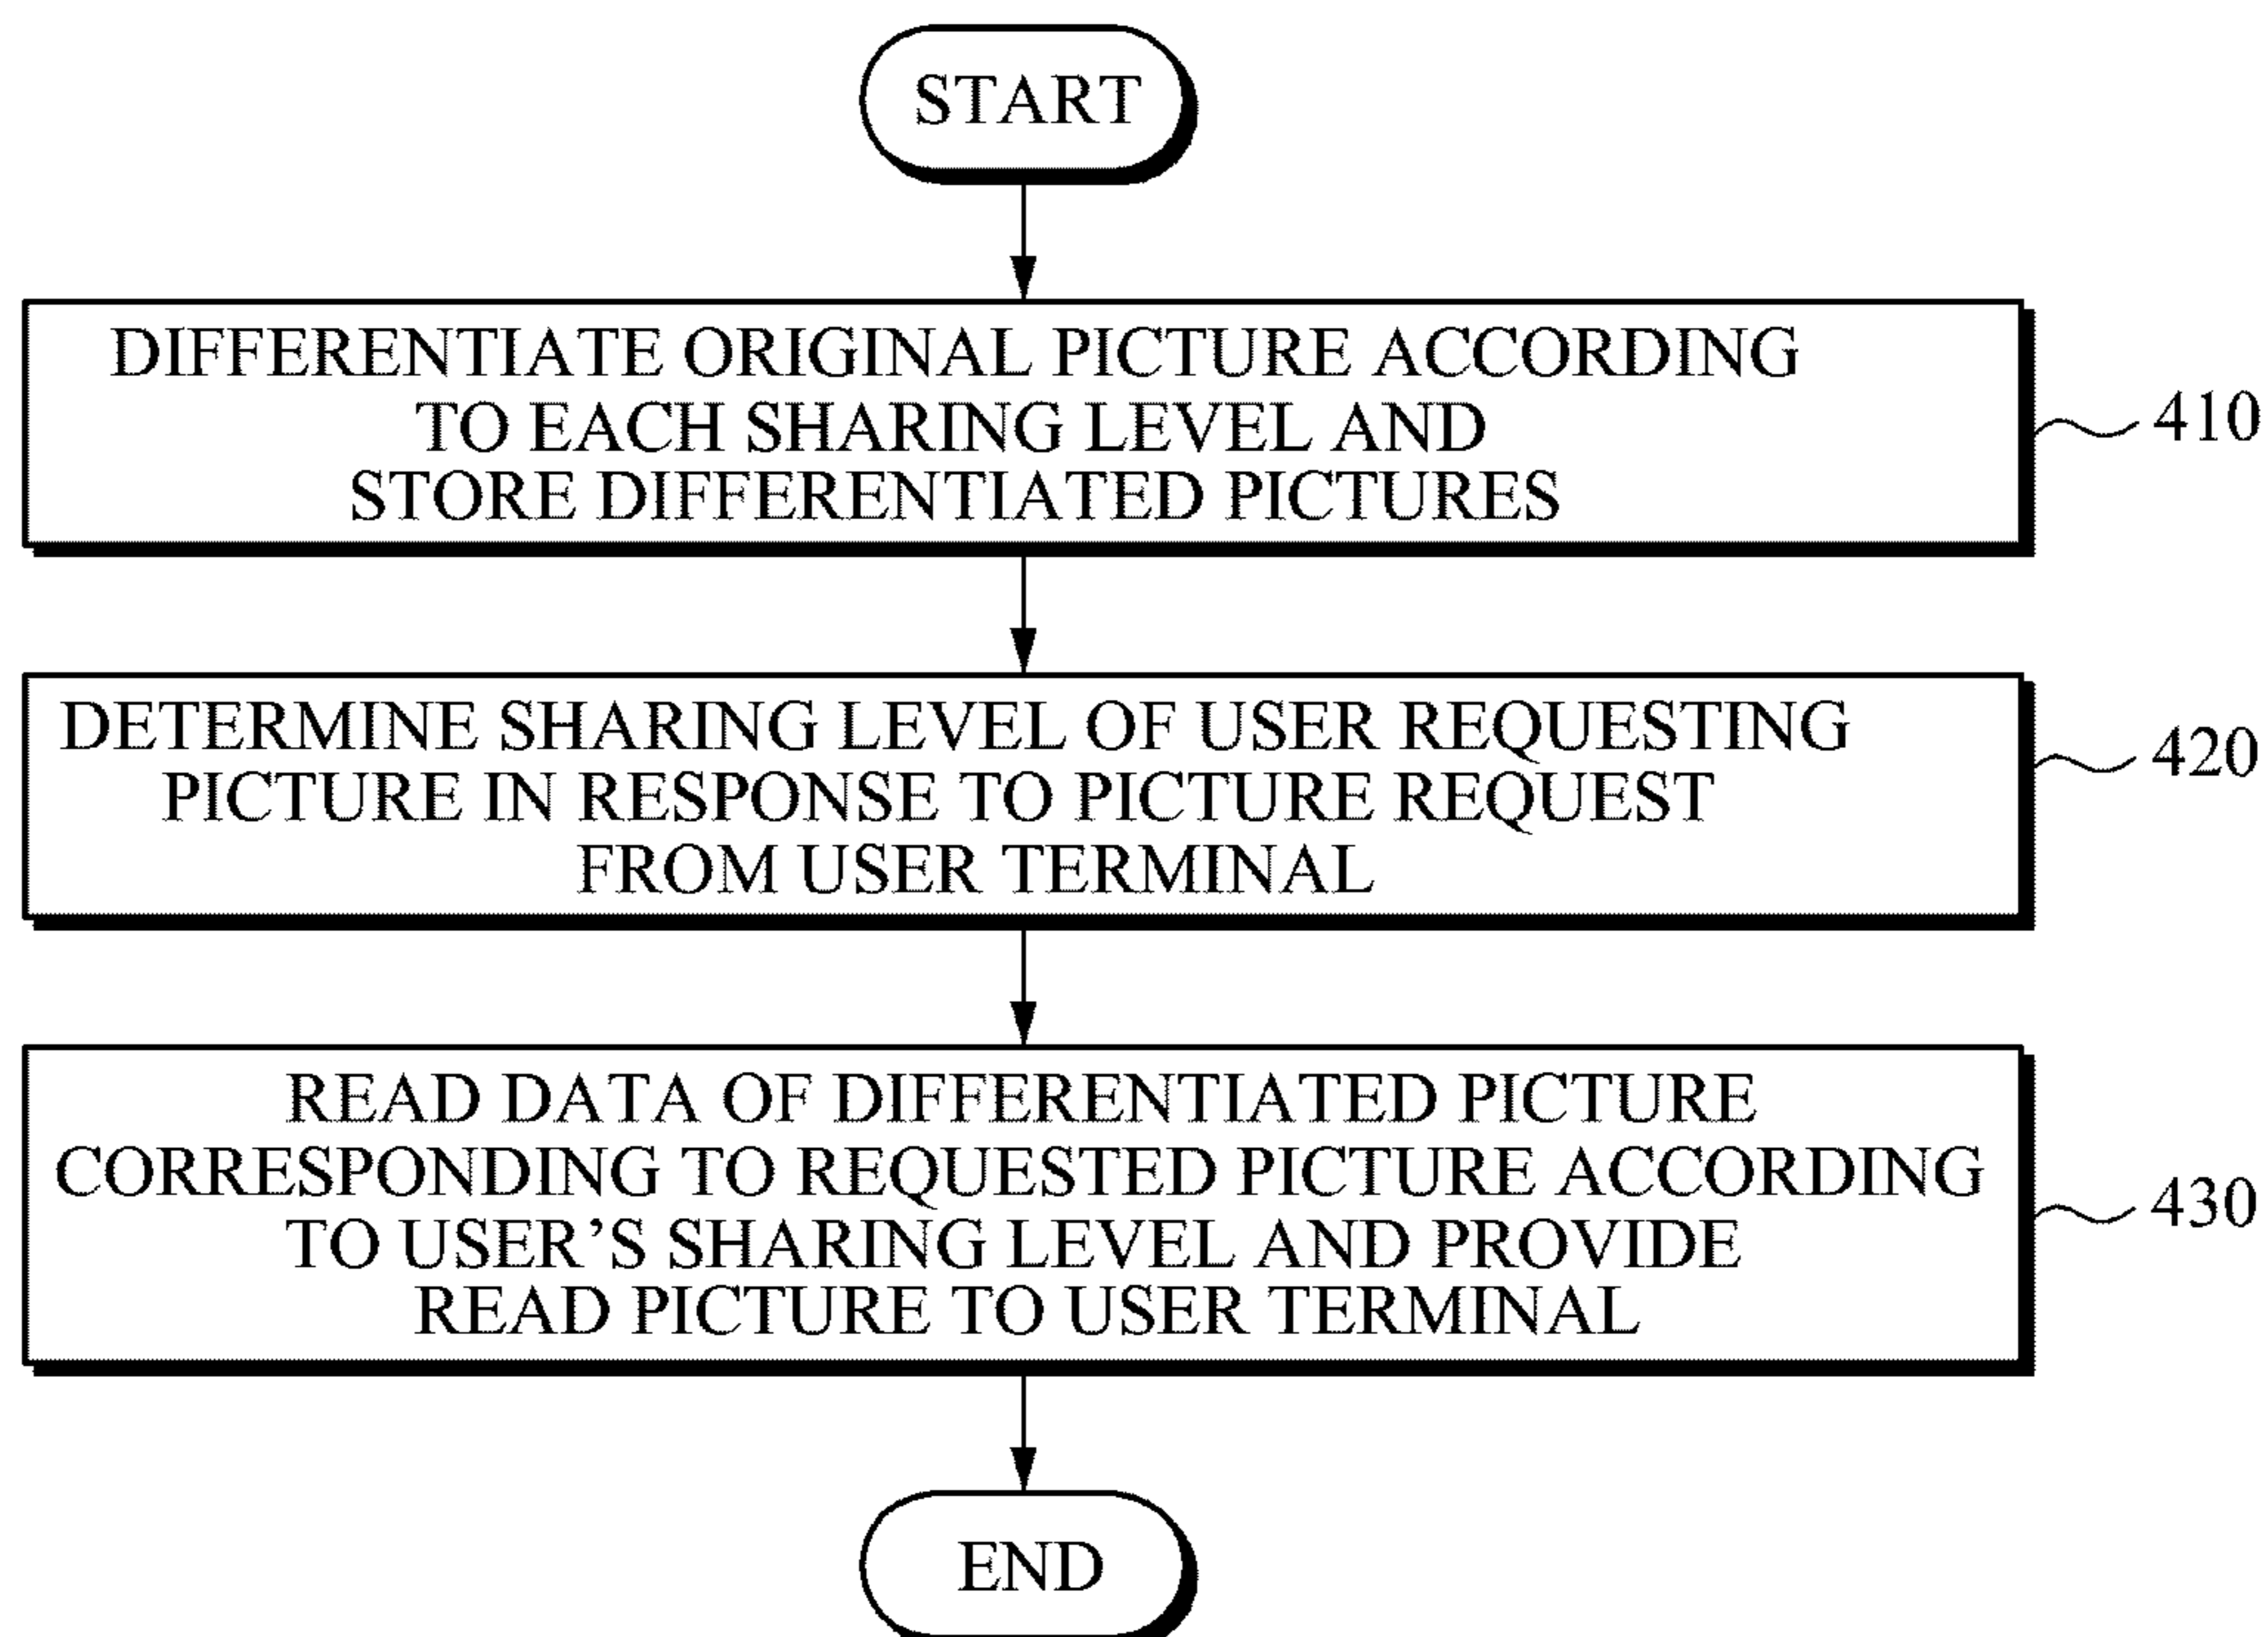 START
DIFFERENTIATE ORIGINAL PICTURE ACCORDING
TO EACH SHARING LEVEL AND
STORE DIFFERENTIATED PICTURES
410
DETERMINE SHARING LEVEL OF USER REQUESTING
PICTURE IN RESPONSE TO PICTURE REQUEST
FROM USER TERMINAL
420
READ DATA OF DIFFERENTIATED PICTURE
CORRESPONDING TO REQUESTED PICTURE ACCORDING
TO USER’S SHARING LEVEL AND PROVIDE
READ PICTURE TO USER TERMINAL
430
END